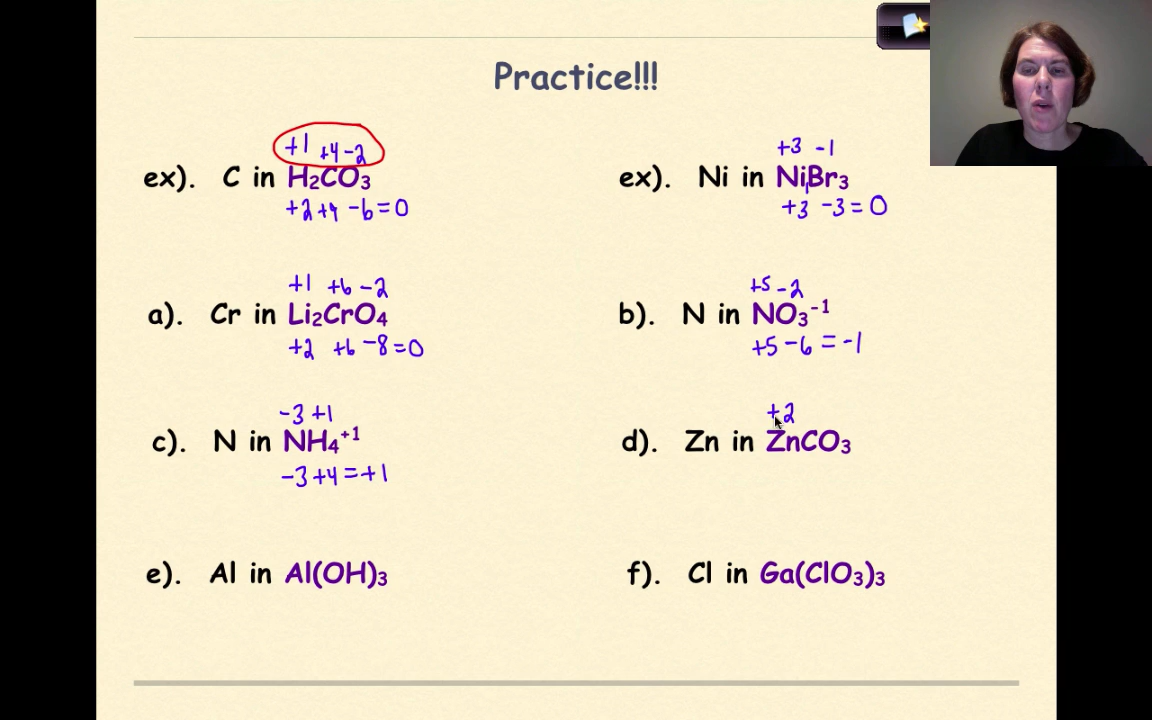 Practice!!!
+1 +4 -2
ex). C in H₂CO₃
+2 +4 -6 = 0
+3 -1
ex). Ni in NiBr₃
+3 -3 = 0
+1 +6 -2
a). Cr in Li₂CrO₄
+2 +6 -8 = 0
+5 -2
b). N in NO₃⁻¹
+5 -6 = -1
-3 +1
c). N in NH₄⁺¹
-3 +4 = +1
+2
d). Zn in ZnCO₃
e). Al in Al(OH)₃
f). Cl in Ga(ClO₃)₃